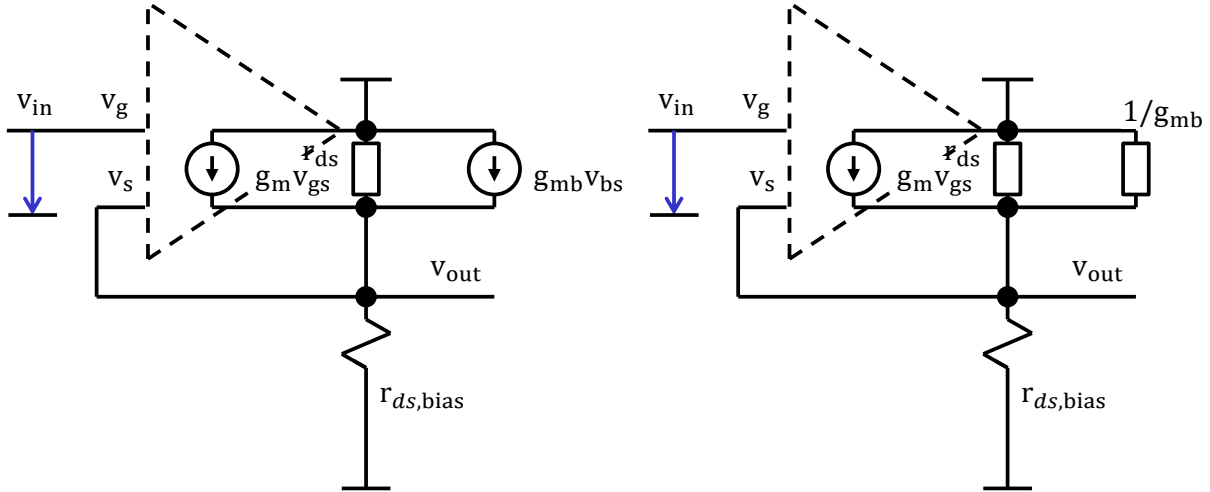 v_in
v_g
r_ds
v_s
g_m v_gs
g_mb v_bs
v_out
r_ds,bias
v_in
v_g
1/g_mb
r_ds
v_s
g_m v_gs
v_out
r_ds,bias